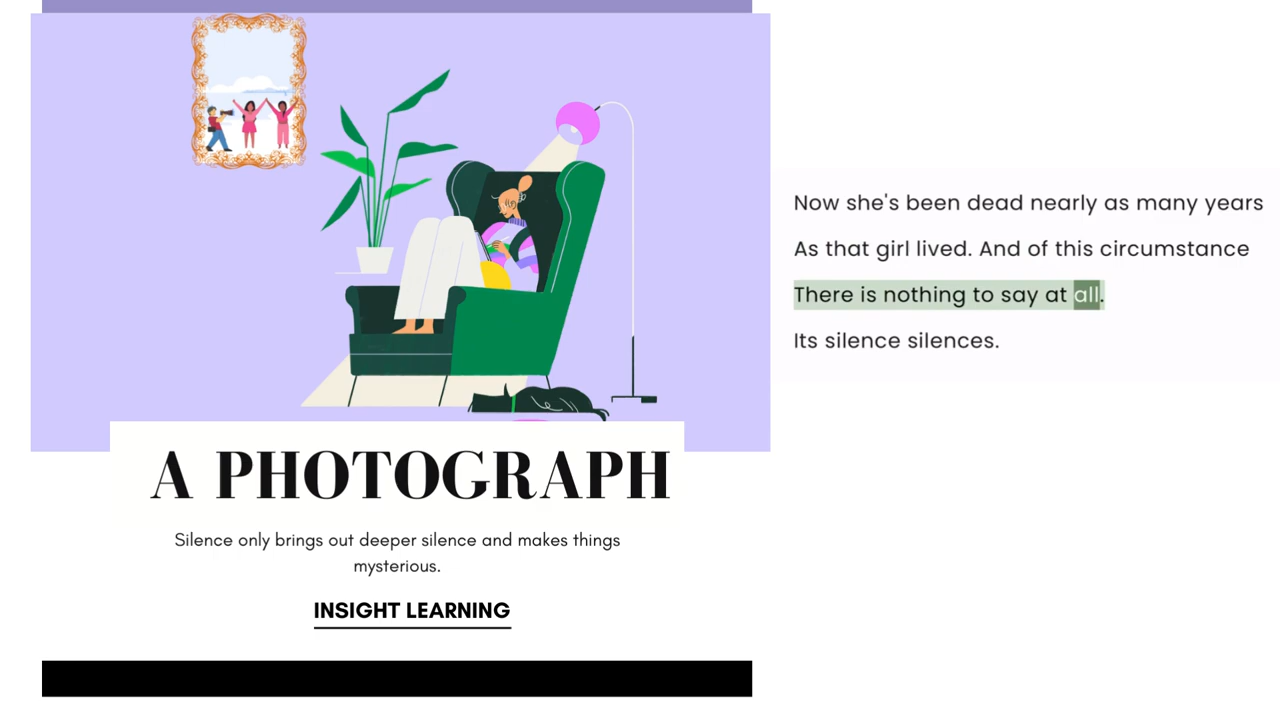 A PHOTOGRAPH
Silence only brings out deeper silence and makes things
mysterious.
INSIGHT LEARNING
Now she's been dead nearly as many years
As that girl lived. And of this circumstance
There is nothing to say at all.
Its silence silences.